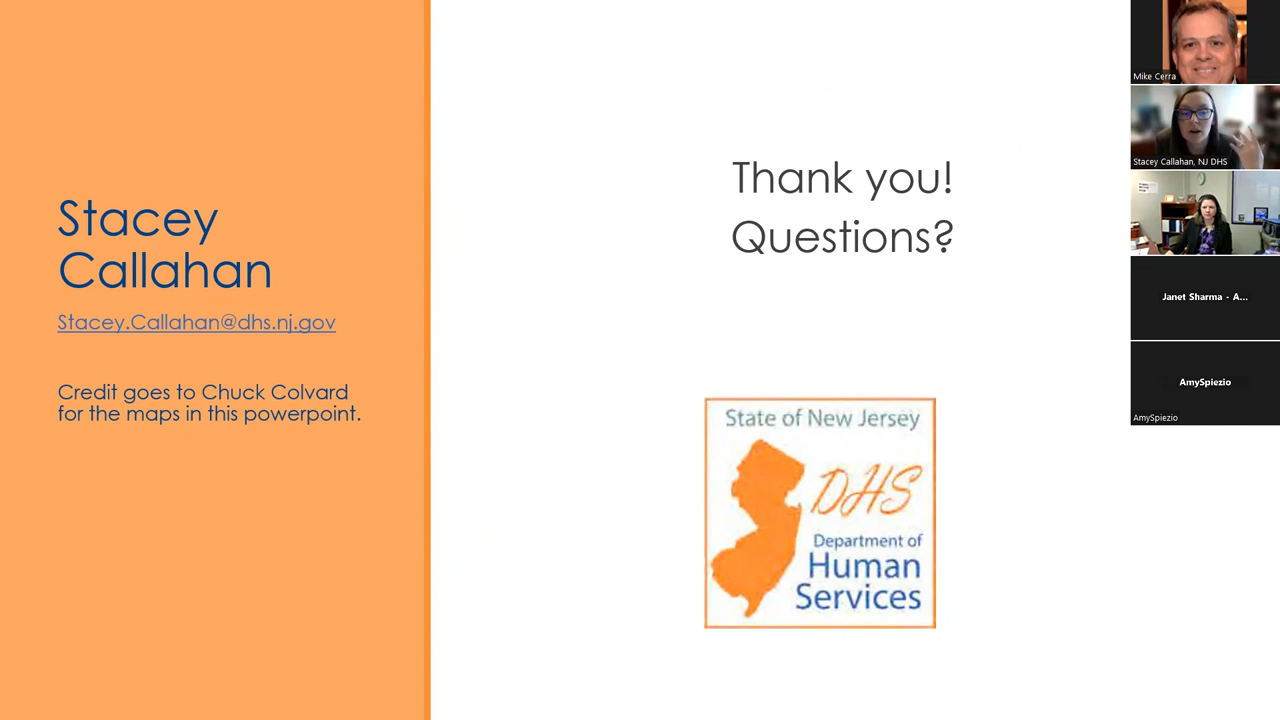 Stacey
Callahan
Stacey.Callahan@dhs.nj.gov
Credit goes to Chuck Colvard
for the maps in this powerpoint.
Thank you!
Questions?
State of New Jersey
DHS
Department of
Human
Services
Mike Cerra
Stacey Callahan, NJ DHS
Janet Sharma - A...
AmySpiezio
AmySpiezio